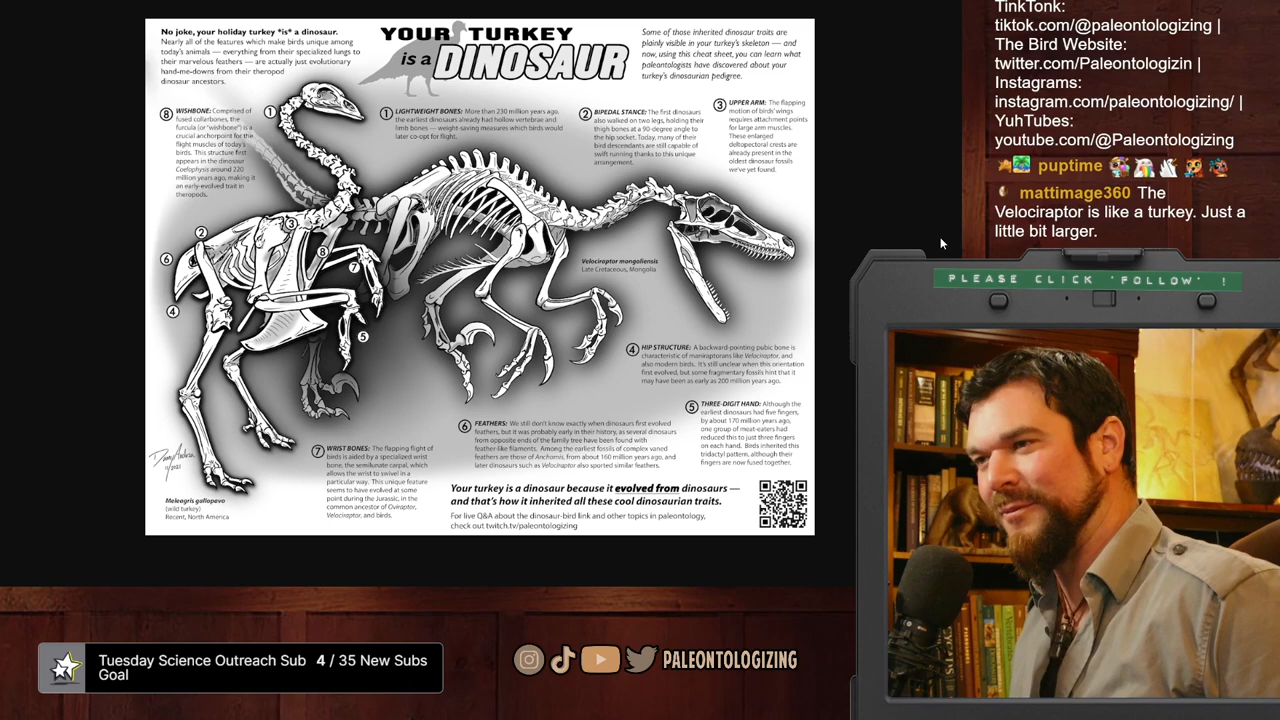 No joke, your holiday turkey *is* a dinosaur.
Nearly all of the features which make birds unique among
today's animals — everything from their specialized lungs to
their marvelous feathers — are actually just evolutionary
hand-me-downs from their theropod
dinosaur ancestors.
YOUR TURKEY
is a DINOSAUR
Some of those inherited dinosaur traits are
plainly visible in your turkey's skeleton — and
now, using this cheat sheet, you can learn what
paleontologists have discovered about your
turkey's dinosaurian pedigree.
8 WISHBONE: Comprised of
fused collarbones, the
furcula (or "wishbone") is a
crucial anchorpoint for the
flight muscles of today's
birds. This structure first
appears in the dinosaur
Coelophysis around 220
million years ago, making it
an early-evolved trait in
theropods.
1
1 LIGHTWEIGHT BONES: More than 230 million years ago,
the earliest dinosaurs already had hollow vertebrae and
limb bones — weight-saving measures which birds would
later co-opt for flight.
2 BIPEDAL STANCE: The first dinosaurs
also walked on two legs, holding their
thigh bones at a 90-degree angle to
the hip socket. Today, many of their
bird descendants are still capable of
swift running thanks to this unique
arrangement.
3 UPPER ARM: The flapping
motion of birds' wings
requires attachment points
for large arm muscles.
These enlarged
deltopectoral crests are
already present in the
oldest dinosaur fossils
we've yet found.
2
3
6
8
7
4
5
Velociraptor mongoliensis
Late Cretaceous, Mongolia
4 HIP STRUCTURE: A backward-pointing pubic bone is
characteristic of maniraptorans like Velociraptor, and
also modern birds. It's still unclear when this orientation
first evolved, but some fragmentary fossils hint that it
may have been as early as 200 million years ago.
5 THREE-DIGIT HAND: Although the
earliest dinosaurs had five fingers,
by about 170 million years ago,
one group of meat-eaters had
reduced this to just three fingers
on each hand. Birds inherited this
tridactyl pattern, although their
fingers are now fused together.
6 FEATHERS: We still don't know exactly when dinosaurs first evolved
feathers, but it was probably early in their history, as several dinosaurs
from opposite ends of the family tree have been found with
feather-like filaments. Among the earliest fossils of complex vaned
feathers are those of Anchiornis, from about 160 million years ago, and
later dinosaurs such as Velociraptor also sported similar feathers.
7 WRIST BONES: The flapping flight of
birds is aided by a specialized wrist
bone, the semilunate carpal, which
allows the wrist to swivel in a
particular way. This unique feature
seems to have evolved at some
point during the Jurassic, in the
common ancestor of Oviraptor,
Velociraptor, and birds.
Meleagris gallopavo
(wild turkey)
Recent, North America
Your turkey is a dinosaur because it evolved from dinosaurs —
and that's how it inherited all these cool dinosaurian traits.
For live Q&A about the dinosaur-bird link and other topics in paleontology,
check out twitch.tv/paleontologizing
TinkTonk:
tiktok.com/@paleontologizing |
The Bird Website:
twitter.com/Paleontologizin |
Instagrams:
instagram.com/paleontologizing/ |
YuhTubes:
youtube.com/@Paleontologizing
puptime
mattimage360 The
Velociraptor is like a turkey. Just a
little bit larger.
PLEASE CLICK 'FOLLOW' !
Tuesday Science Outreach Sub 4 / 35 New Subs
Goal
PALEONTOLOGIZING